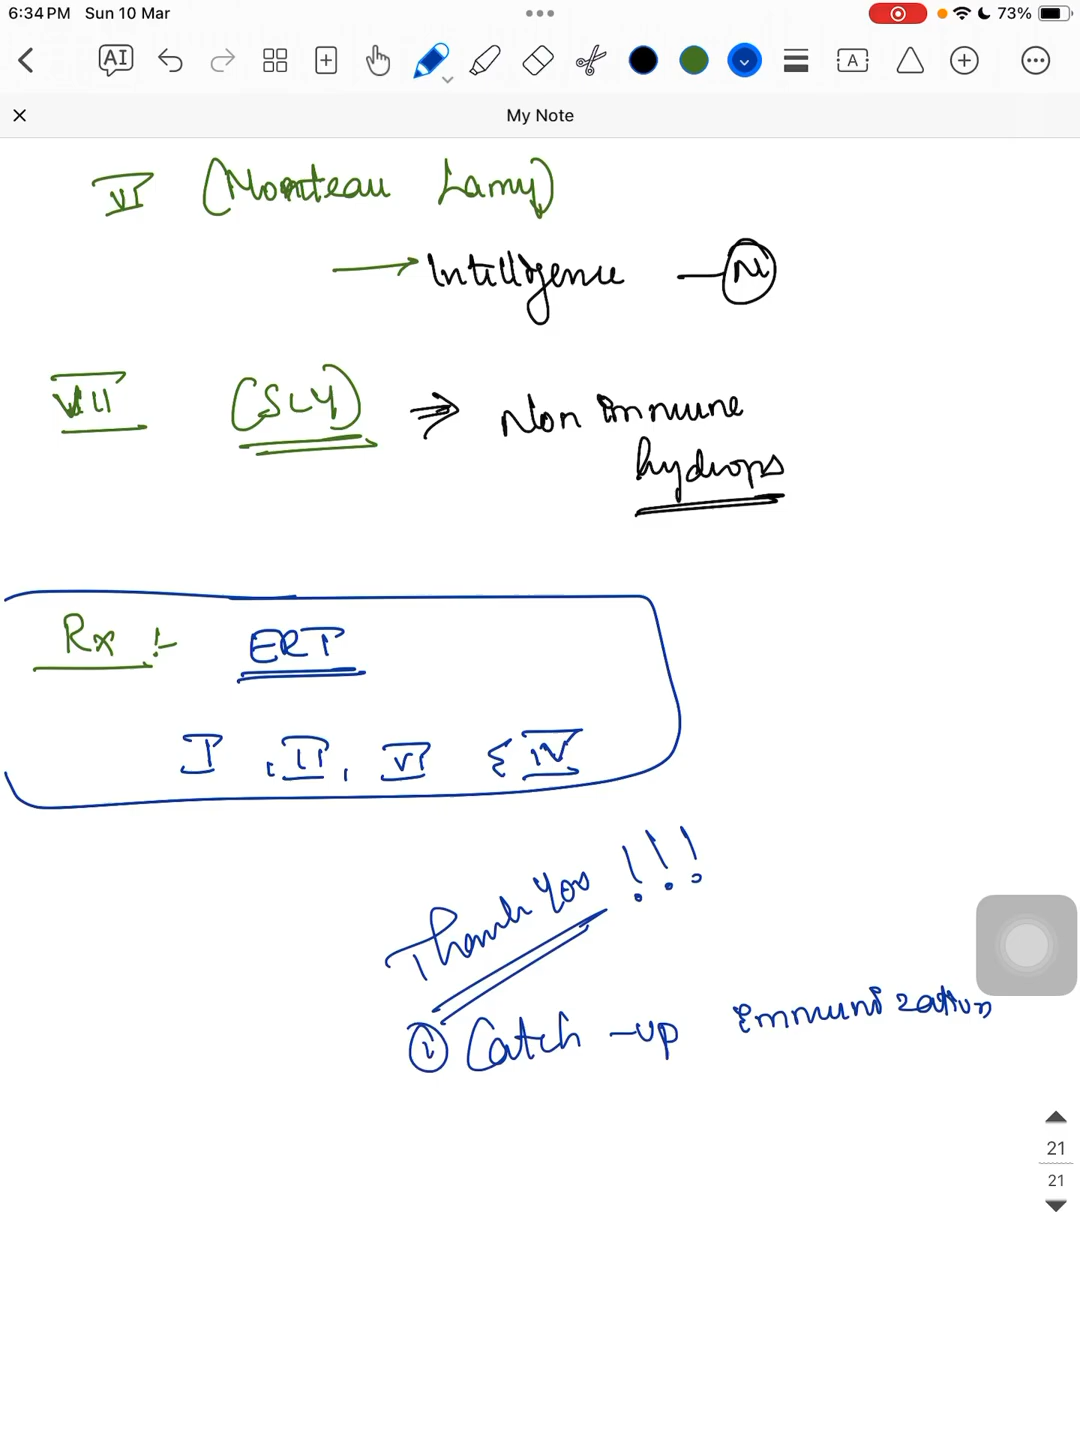 6:34 PM Sun 10 Mar 73%
AI A
My Note
VI (Monteau Lamy)
→ Intelligence — N
VII (SLY) ⇒ Non immune
hydrops
Rx :- ERT
I, II, VI & IV
Thank you !!!
① Catch-up Immunization
21
21